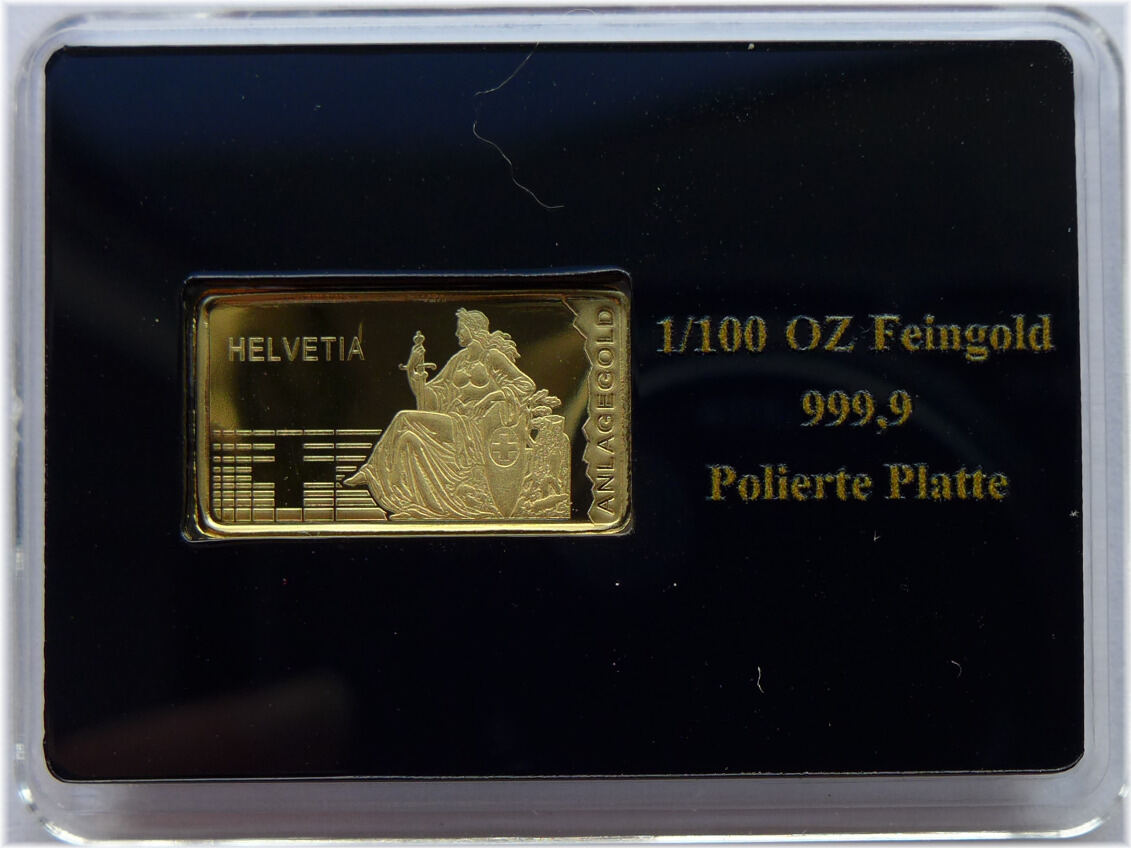 HELVETIA
ANLAGEGOLD
1/100 OZ Feingold
999,9
Polierte Platte